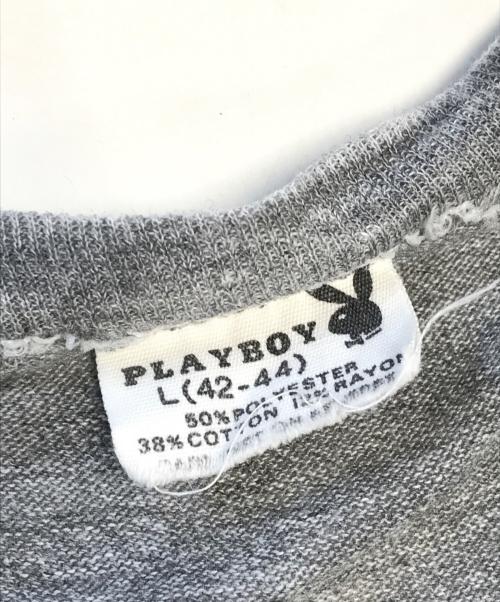 PLAYBOY
L(42-44)
50% POLYESTER
38% COTTON 12% RAYON